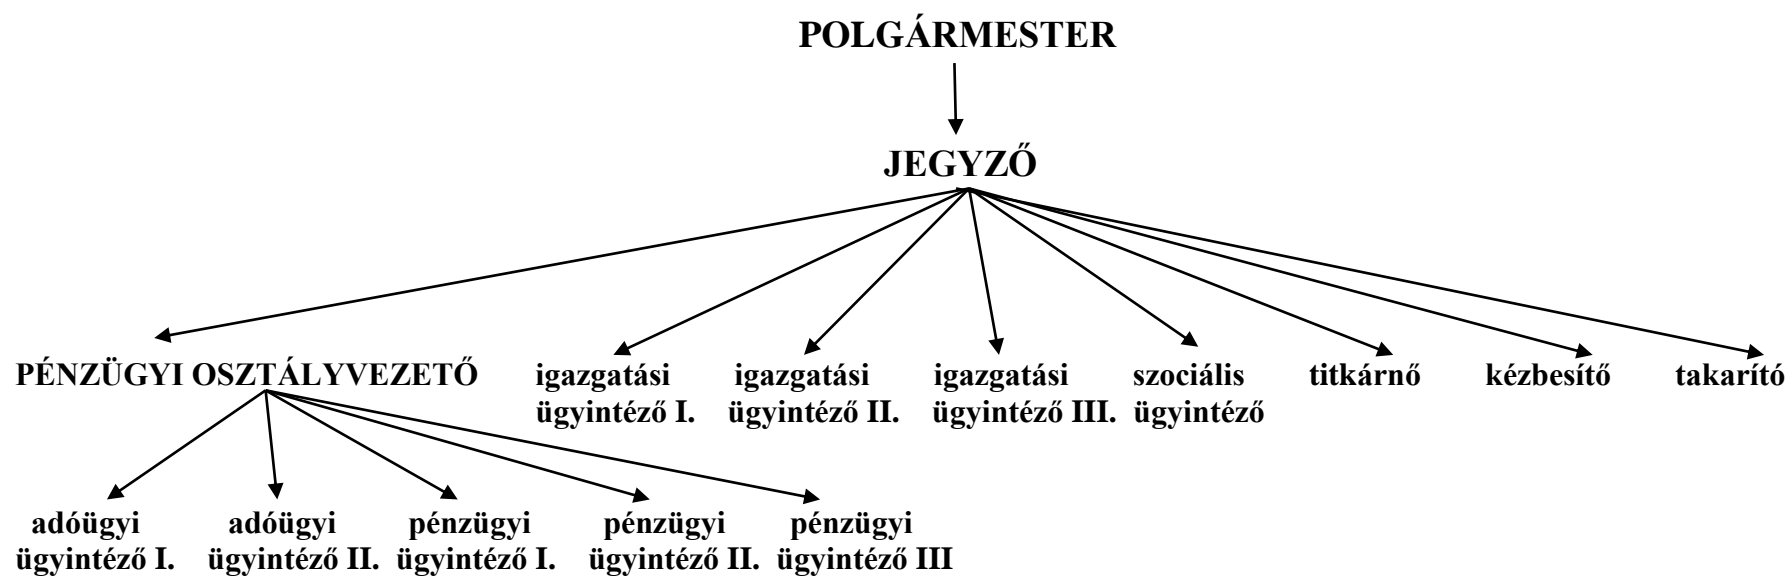 POLGÁRMESTER
JEGYZŐ
PÉNZÜGYI OSZTÁLYVEZETŐ
igazgatási
ügyintéző I.
igazgatási
ügyintéző II.
igazgatási
ügyintéző III.
szociális
ügyintéző
titkárnő
kézbesítő
takarító
adóügyi
ügyintéző I.
adóügyi
ügyintéző II.
pénzügyi
ügyintéző I.
pénzügyi
ügyintéző II.
pénzügyi
ügyintéző III